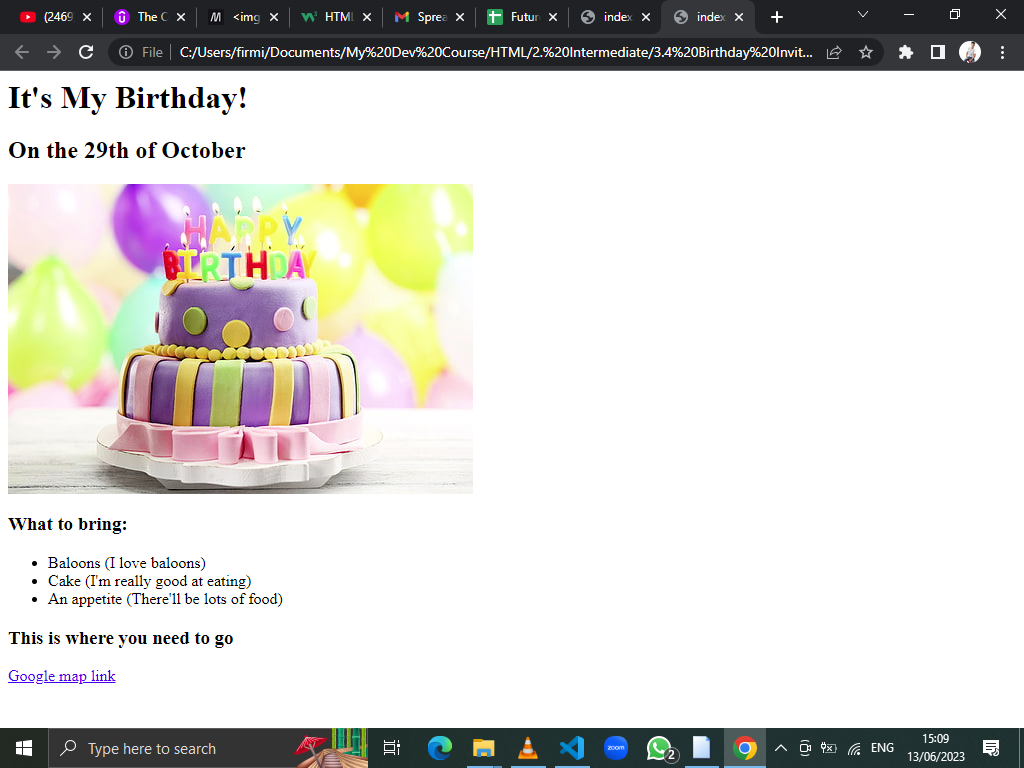 (2469
The C
<img
HTML
Sprea
Futur
index
index
File
C:/Users/firmi/Documents/My%20Dev%20Course/HTML/2.%20Intermediate/3.4%20Birthday%20Invit...
It's My Birthday!
On the 29th of October
HAPPY
BIRTHDAY
What to bring:
Baloons (I love baloons)
Cake (I'm really good at eating)
An appetite (There'll be lots of food)
This is where you need to go
Google map link
Type here to search
zoom
2
ENG
15:09
13/06/2023